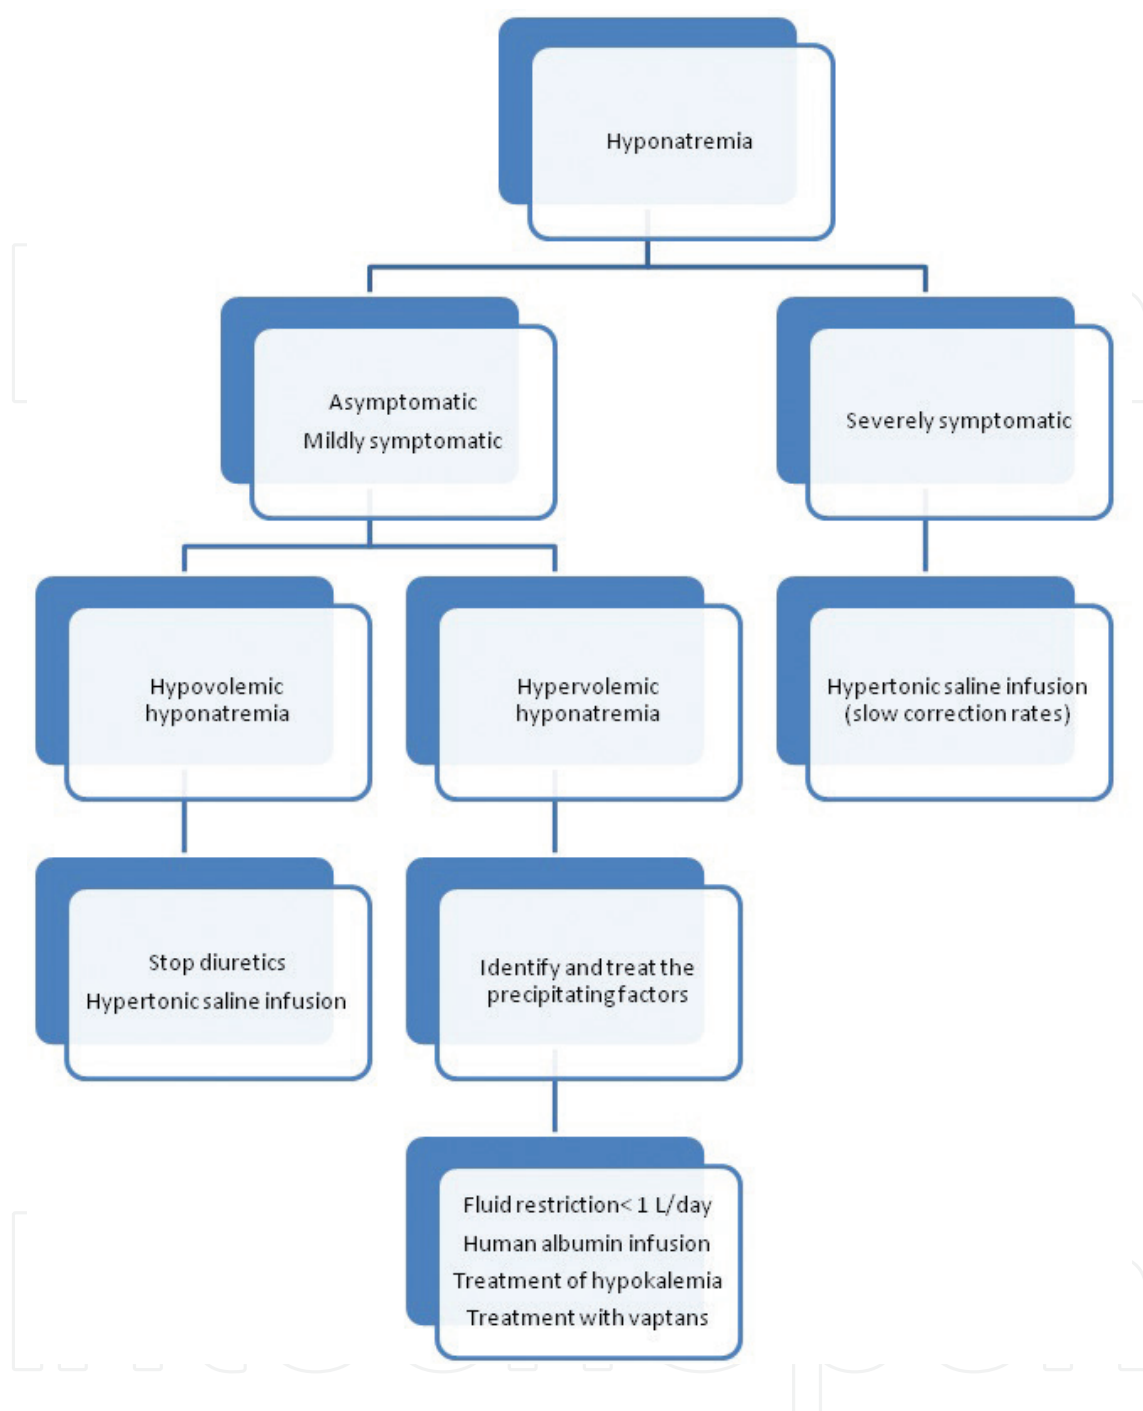 Hyponatremia
Asymptomatic
Mildly symptomatic
Severely symptomatic
Hypovolemic
hyponatremia
Hypervolemic
hyponatremia
Hypertonic saline infusion
(slow correction rates)
Stop diuretics
Hypertonic saline infusion
Identify and treat the
precipitating factors
Fluid restriction< 1 L/day
Human albumin infusion
Treatment of hypokalemia
Treatment with vaptans